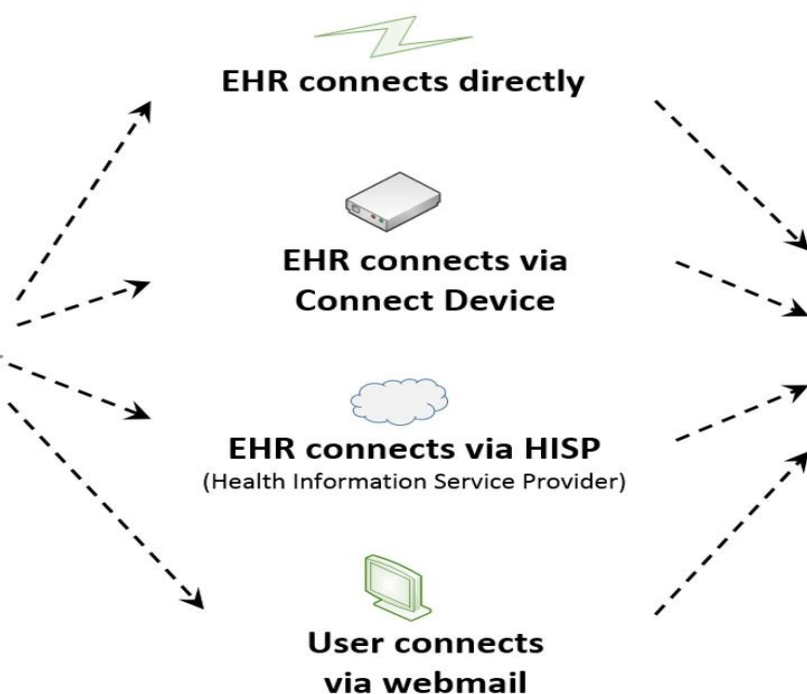 EHR connects directly
EHR connects via
Connect Device
EHR connects via HISP
(Health Information Service Provider)
User connects
via webmail